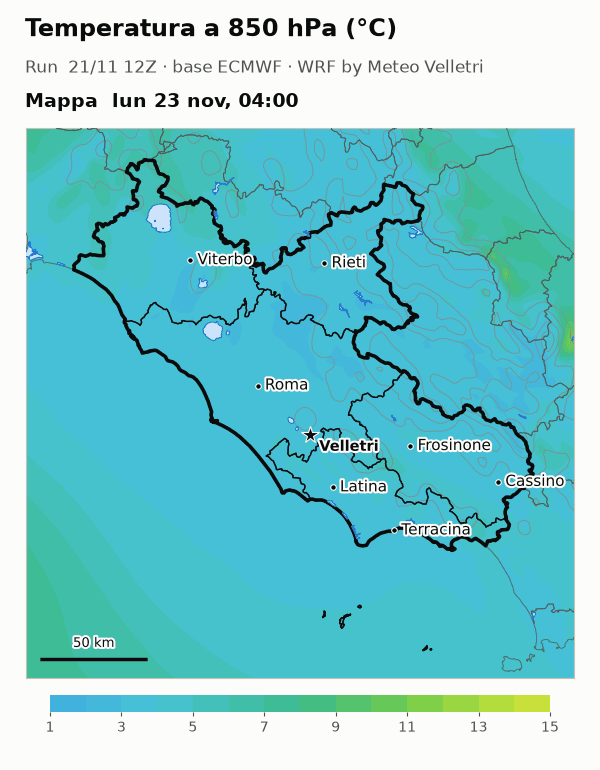 Temperatura a 850 hPa (°C)
Run  21/11 12Z · base ECMWF · WRF by Meteo Velletri
Mappa  lun 23 nov, 04:00
Viterbo
Rieti
Roma
Velletri
Frosinone
Cassino
Latina
Terracina
50 km
1 3 5 7 9 11 13 15